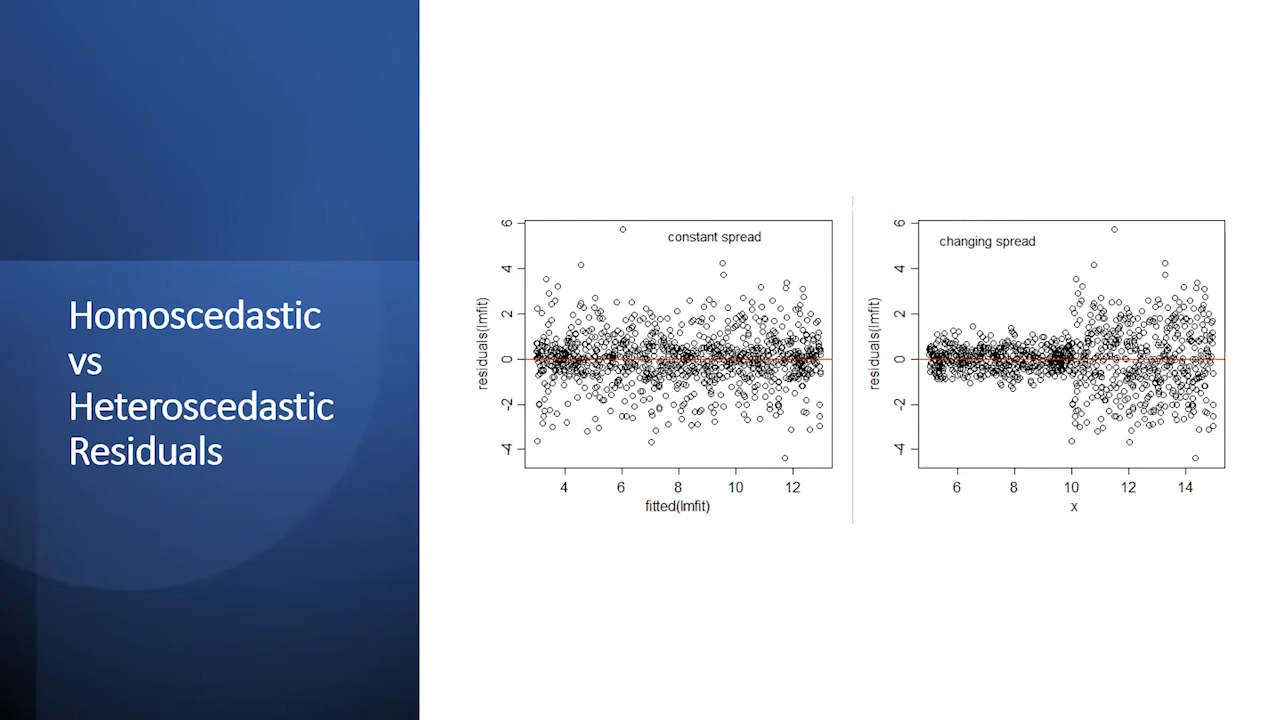 Homoscedastic
vs
Heteroscedastic
Residuals
constant spread
residuals(lmfit)
6
4
2
0
-2
-4
4 6 8 10 12
fitted(lmfit)
changing spread
residuals(lmfit)
6
4
2
0
-2
-4
6 8 10 12 14
x